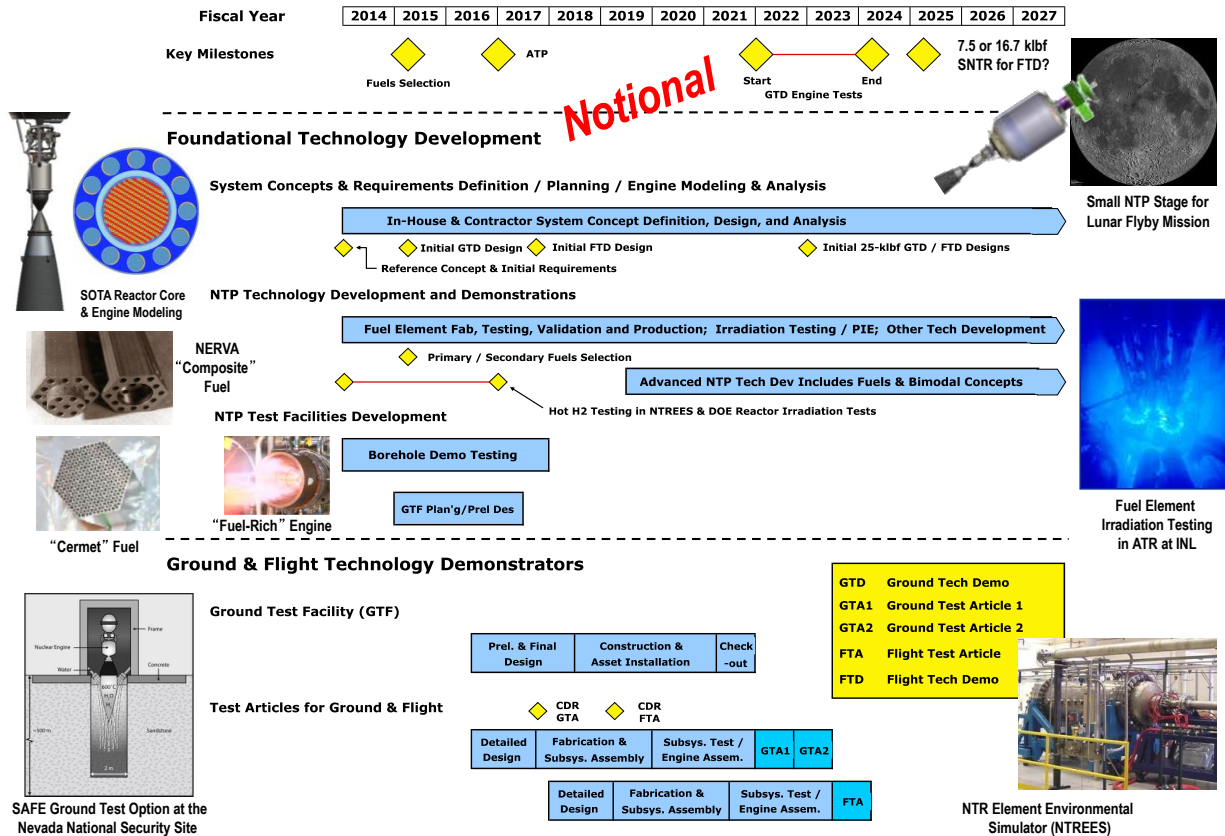 Fiscal Year
2014 2015 2016 2017 2018 2019 2020 2021 2022 2023 2024 2025 2026 2027
Key Milestones
Fuels Selection
ATP
Start
End
GTD Engine Tests
7.5 or 16.7 klbf
SNTR for FTD?
Notional
Foundational Technology Development
System Concepts & Requirements Definition / Planning / Engine Modeling & Analysis
In-House & Contractor System Concept Definition, Design, and Analysis
Initial GTD Design
Initial FTD Design
Initial 25-klbf GTD / FTD Designs
Reference Concept & Initial Requirements
SOTA Reactor Core
& Engine Modeling
Small NTP Stage for
Lunar Flyby Mission
NTP Technology Development and Demonstrations
Fuel Element Fab, Testing, Validation and Production; Irradiation Testing / PIE; Other Tech Development
Primary / Secondary Fuels Selection
Advanced NTP Tech Dev Includes Fuels & Bimodal Concepts
Hot H2 Testing in NTREES & DOE Reactor Irradiation Tests
NERVA
“Composite”
Fuel
NTP Test Facilities Development
Borehole Demo Testing
GTF Plan'g/Prel Des
“Cermet” Fuel
“Fuel-Rich” Engine
Fuel Element
Irradiation Testing
in ATR at INL
Ground & Flight Technology Demonstrators
Ground Test Facility (GTF)
Prel. & Final
Design
Construction &
Asset Installation
Check
-out
GTD Ground Tech Demo
GTA1 Ground Test Article 1
GTA2 Ground Test Article 2
FTA Flight Test Article
FTD Flight Tech Demo
Test Articles for Ground & Flight
CDR
GTA
CDR
FTA
Detailed
Design
Fabrication &
Subsys. Assembly
Subsys. Test /
Engine Assem.
GTA1
GTA2
Detailed
Design
Fabrication &
Subsys. Assembly
Subsys. Test /
Engine Assem.
FTA
Frame
Nuclear Engine
Water
Concrete
600°C
H₂O
Sandstone
2 m
SAFE Ground Test Option at the
Nevada National Security Site
NTR Element Environmental
Simulator (NTREES)